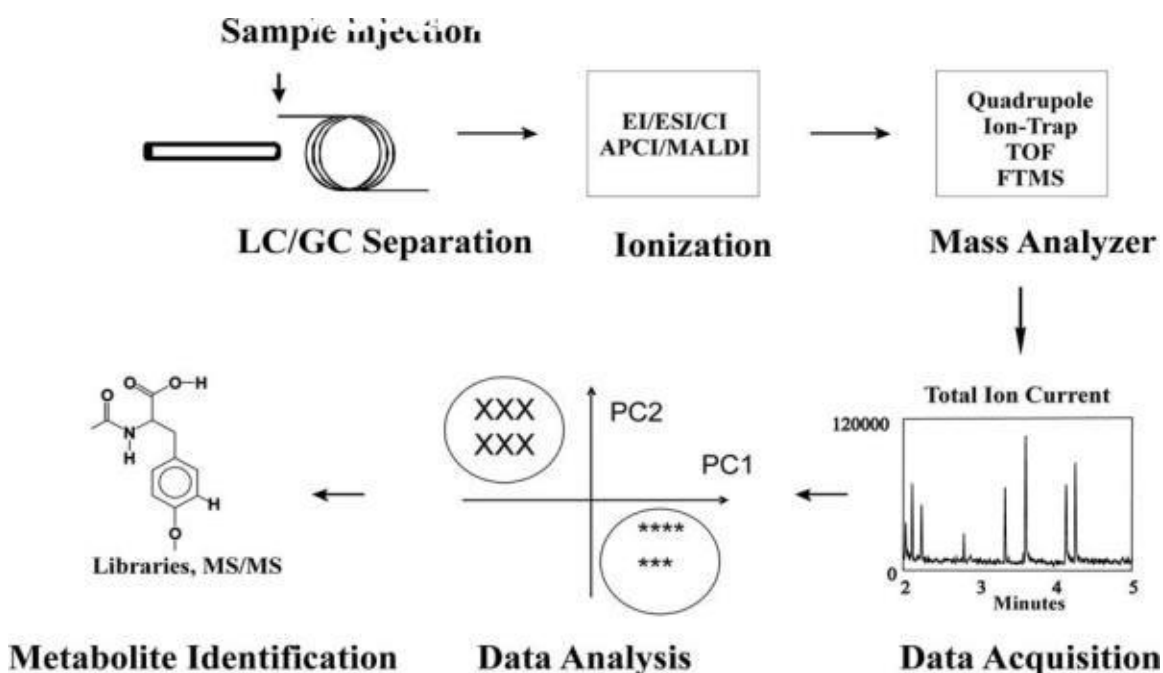 Sample Injection
EI/ESI/CI
APCI/MALDI
Quadrupole
Ion-Trap
TOF
FTMS
LC/GC Separation
Ionization
Mass Analyzer
O
O-H
O
N
H
H
O
Libraries, MS/MS
PC2
PC1
XXX
XXX
****
***
Total Ion Current
120000
0
2 3 4 5
Minutes
Metabolite Identification
Data Analysis
Data Acquisition